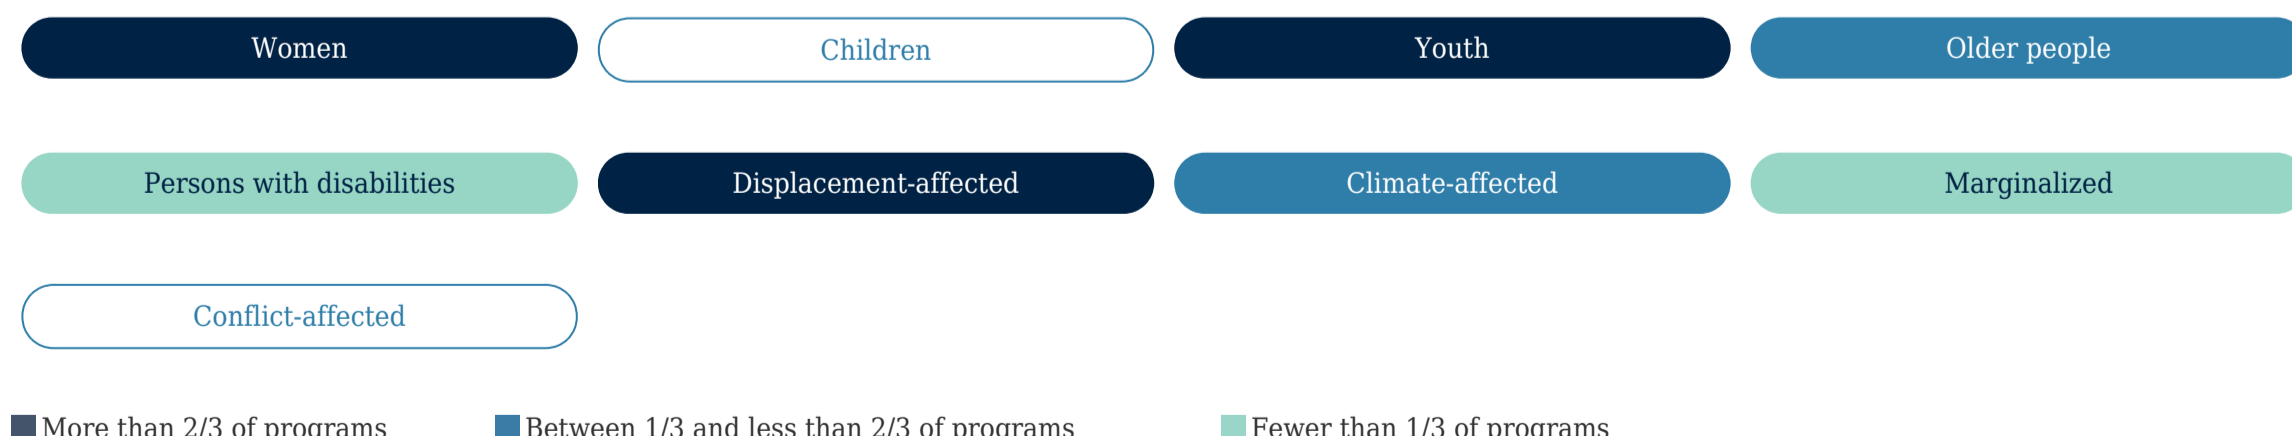 Women Children Youth Older people
Persons with disabilities Displacement-affected Climate-affected Marginalized
Conflict-affected
More than 2/3 of programs Between 1/3 and less than 2/3 of programs Fewer than 1/3 of programs